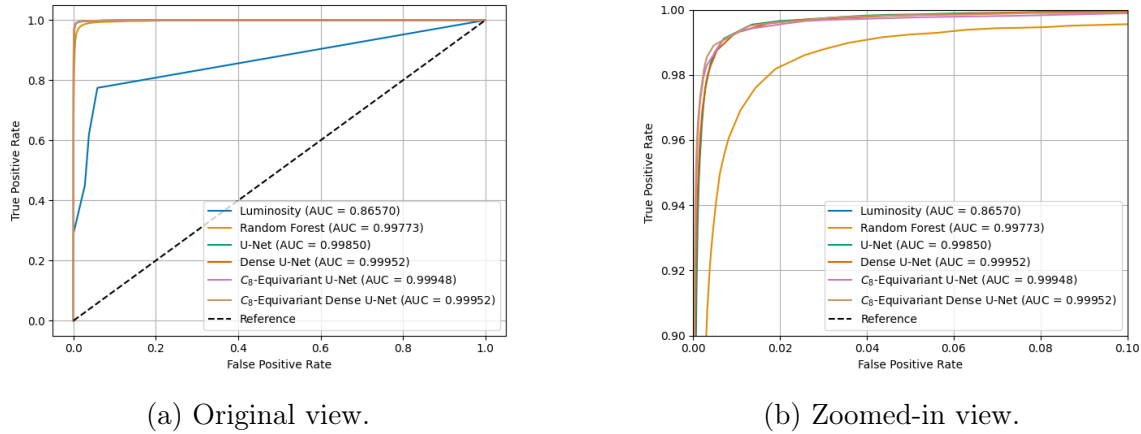 1.0
0.8
0.6
0.4
0.2
0.0
True Positive Rate
Luminosity (AUC = 0.86570)
Random Forest (AUC = 0.99773)
U-Net (AUC = 0.99850)
Dense U-Net (AUC = 0.99952)
C₈-Equivariant U-Net (AUC = 0.99948)
C₈-Equivariant Dense U-Net (AUC = 0.99952)
Reference
0.0 0.2 0.4 0.6 0.8 1.0
False Positive Rate
(a) Original view.
1.00
0.98
0.96
0.94
0.92
0.90
True Positive Rate
Luminosity (AUC = 0.86570)
Random Forest (AUC = 0.99773)
U-Net (AUC = 0.99850)
Dense U-Net (AUC = 0.99952)
C₈-Equivariant U-Net (AUC = 0.99948)
C₈-Equivariant Dense U-Net (AUC = 0.99952)
Reference
0.00 0.02 0.04 0.06 0.08 0.10
False Positive Rate
(b) Zoomed-in view.